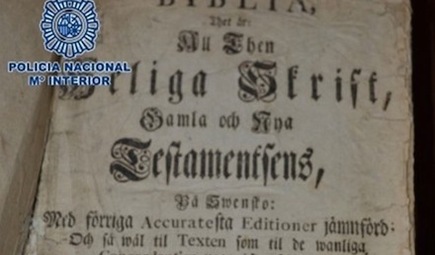 BIBLIA,
Thet är:
All Then
Heliga Skrift,
Gamla och Nya
Testamentsens,
På Swensko:
Med förriga Accuratesta Editioner jämnförd:
Och så wäl til Texten som til de wanliga
POLICIA NACIONAL
Mº INTERIOR